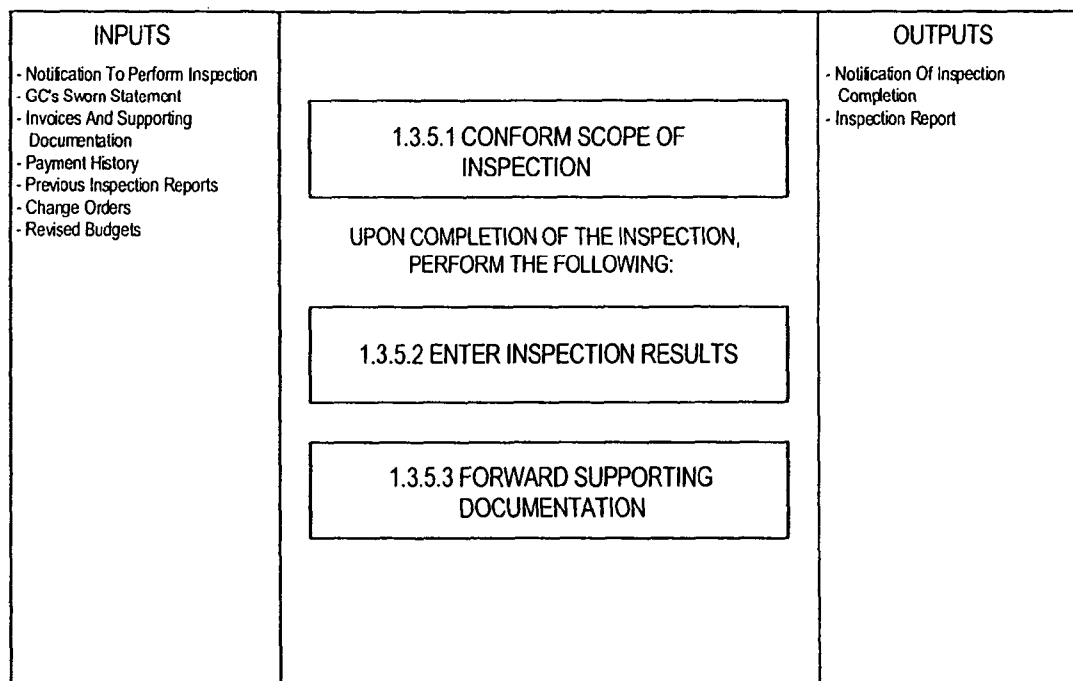 INPUTS
- Notification To Perform Inspection
- GC's Sworn Statement
- Invoices And Supporting
Documentation
- Payment History
- Previous Inspection Reports
- Change Orders
- Revised Budgets
1.3.5.1 CONFORM SCOPE OF
INSPECTION
UPON COMPLETION OF THE INSPECTION,
PERFORM THE FOLLOWING:
1.3.5.2 ENTER INSPECTION RESULTS
1.3.5.3 FORWARD SUPPORTING
DOCUMENTATION
OUTPUTS
- Notification Of Inspection
Completion
- Inspection Report